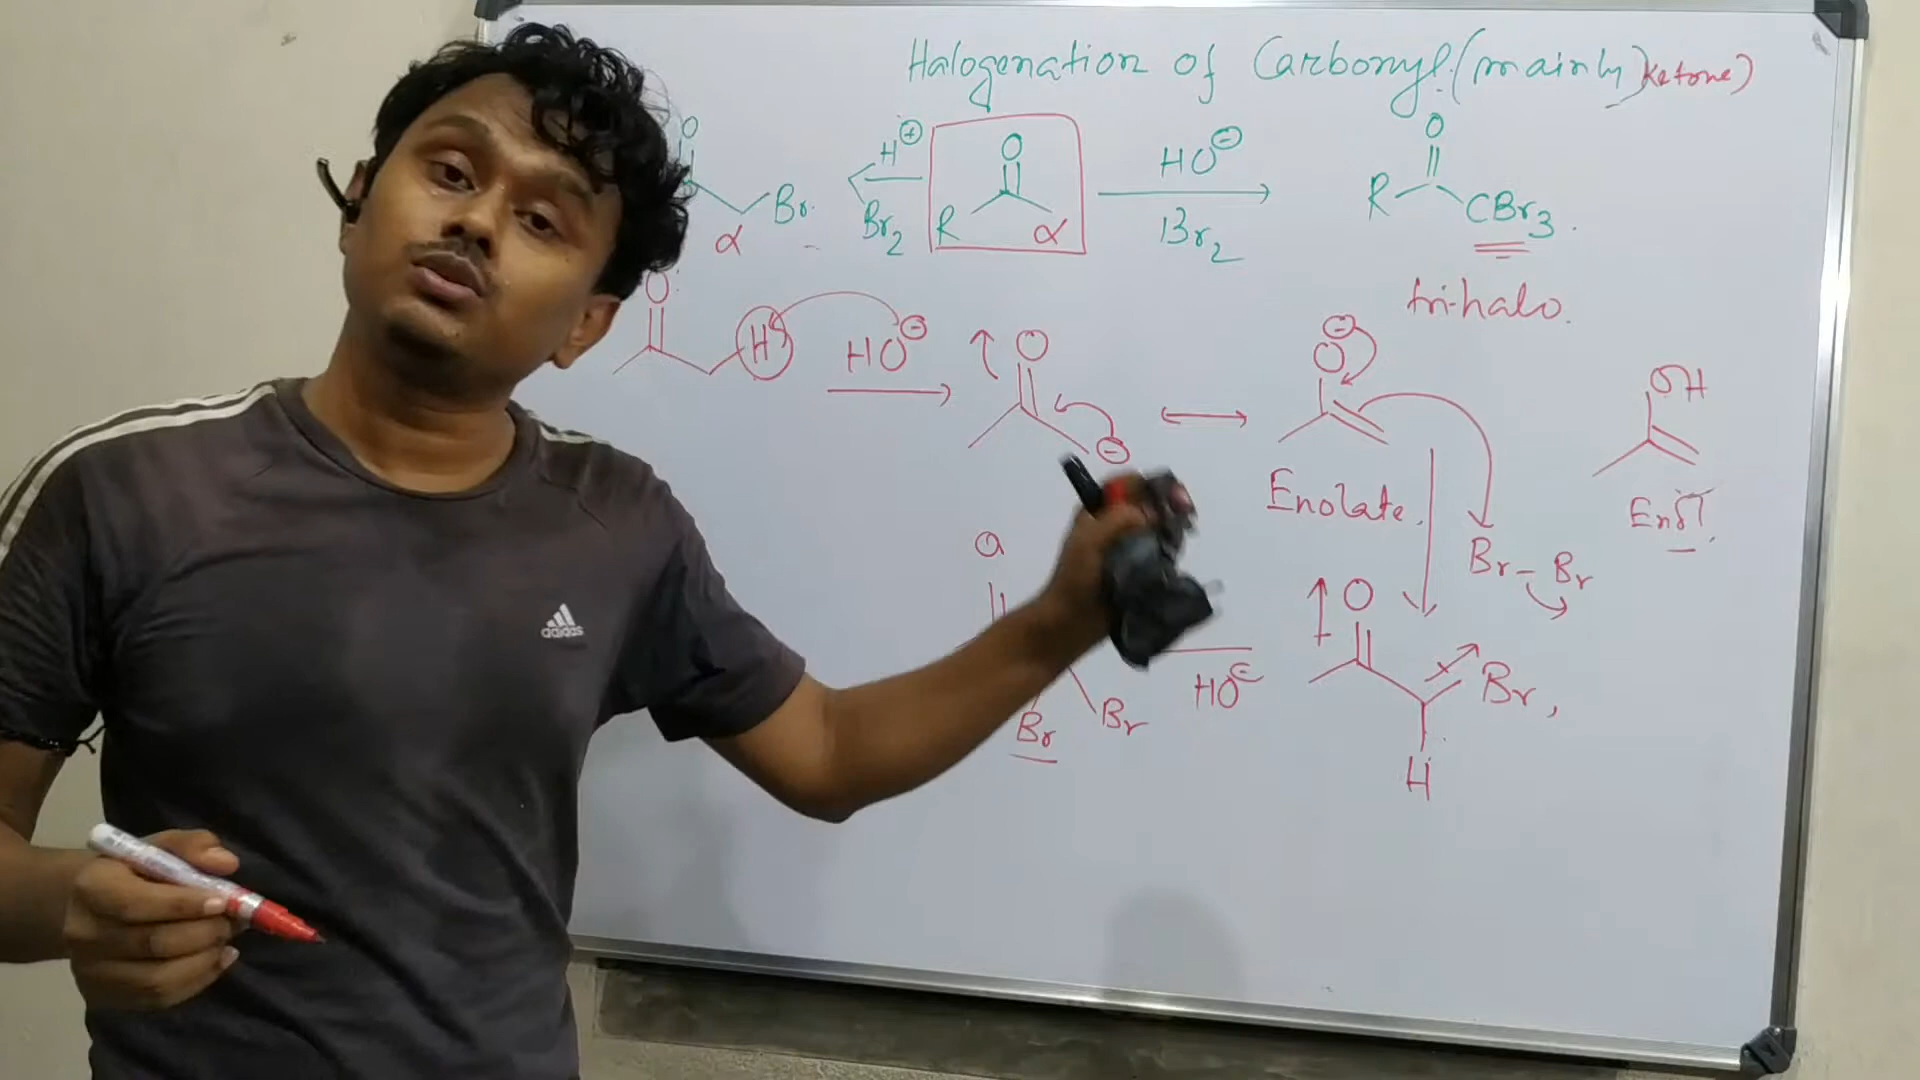 Halogenation of Carbonyl (mainly) ketone)
O H⊕ O HO⊖ O
Br Br2 R α Br2 R CBr3
α
tri-halo.
O H HO⊖ O ⊖ ⊖ O OH
Enolate. Enol.
Br - Br
O O
HO⊖ Br,
Br Br
H
adidas